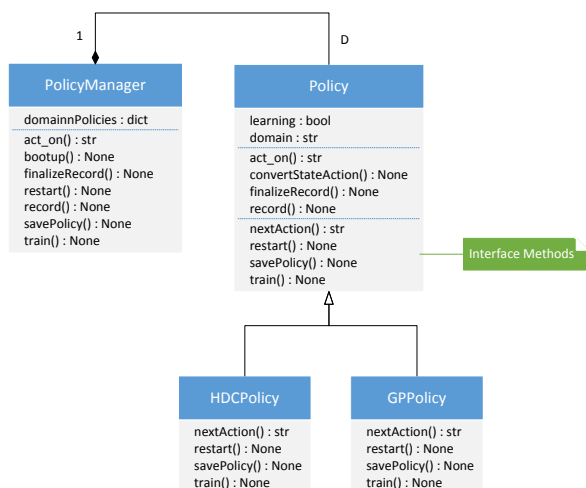 1
D
PolicyManager
domainnPolicies : dict
act_on() : str
bootup() : None
finalizeRecord() : None
restart() : None
record() : None
savePolicy() : None
train() : None
Policy
learning : bool
domain : str
act_on() : str
convertStateAction() : None
finalizeRecord() : None
record() : None
nextAction() : str
restart() : None
savePolicy() : None
train() : None
Interface Methods
HDCPolicy
nextAction() : str
restart() : None
savePolicy() : None
train() : None
GPPolicy
nextAction() : str
restart() : None
savePolicy() : None
train() : None